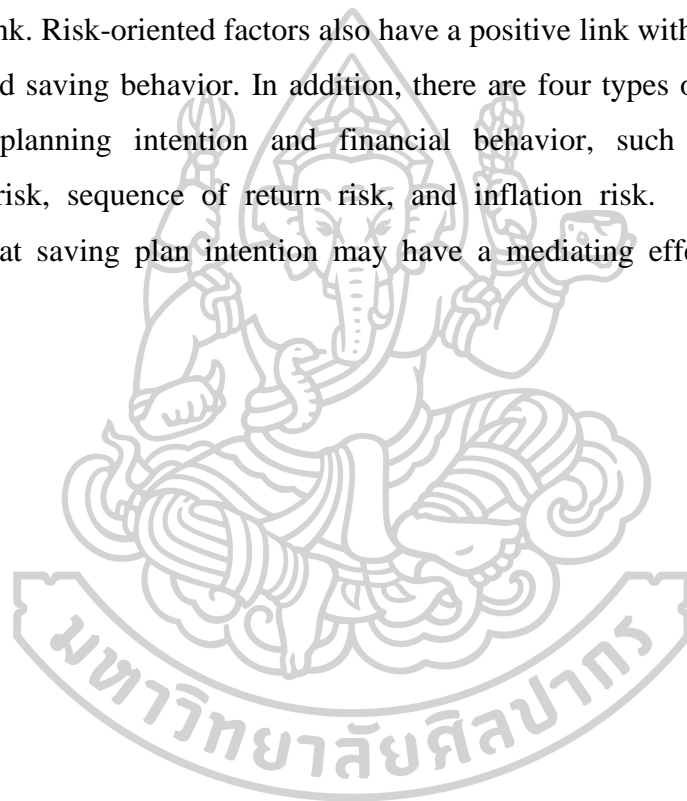 nk. Risk-oriented factors also have a positive link with
d saving behavior. In addition, there are four types o
planning intention and financial behavior, such
risk, sequence of return risk, and inflation risk.
at saving plan intention may have a mediating effe
มหาวิทยาลัยศิลปากร